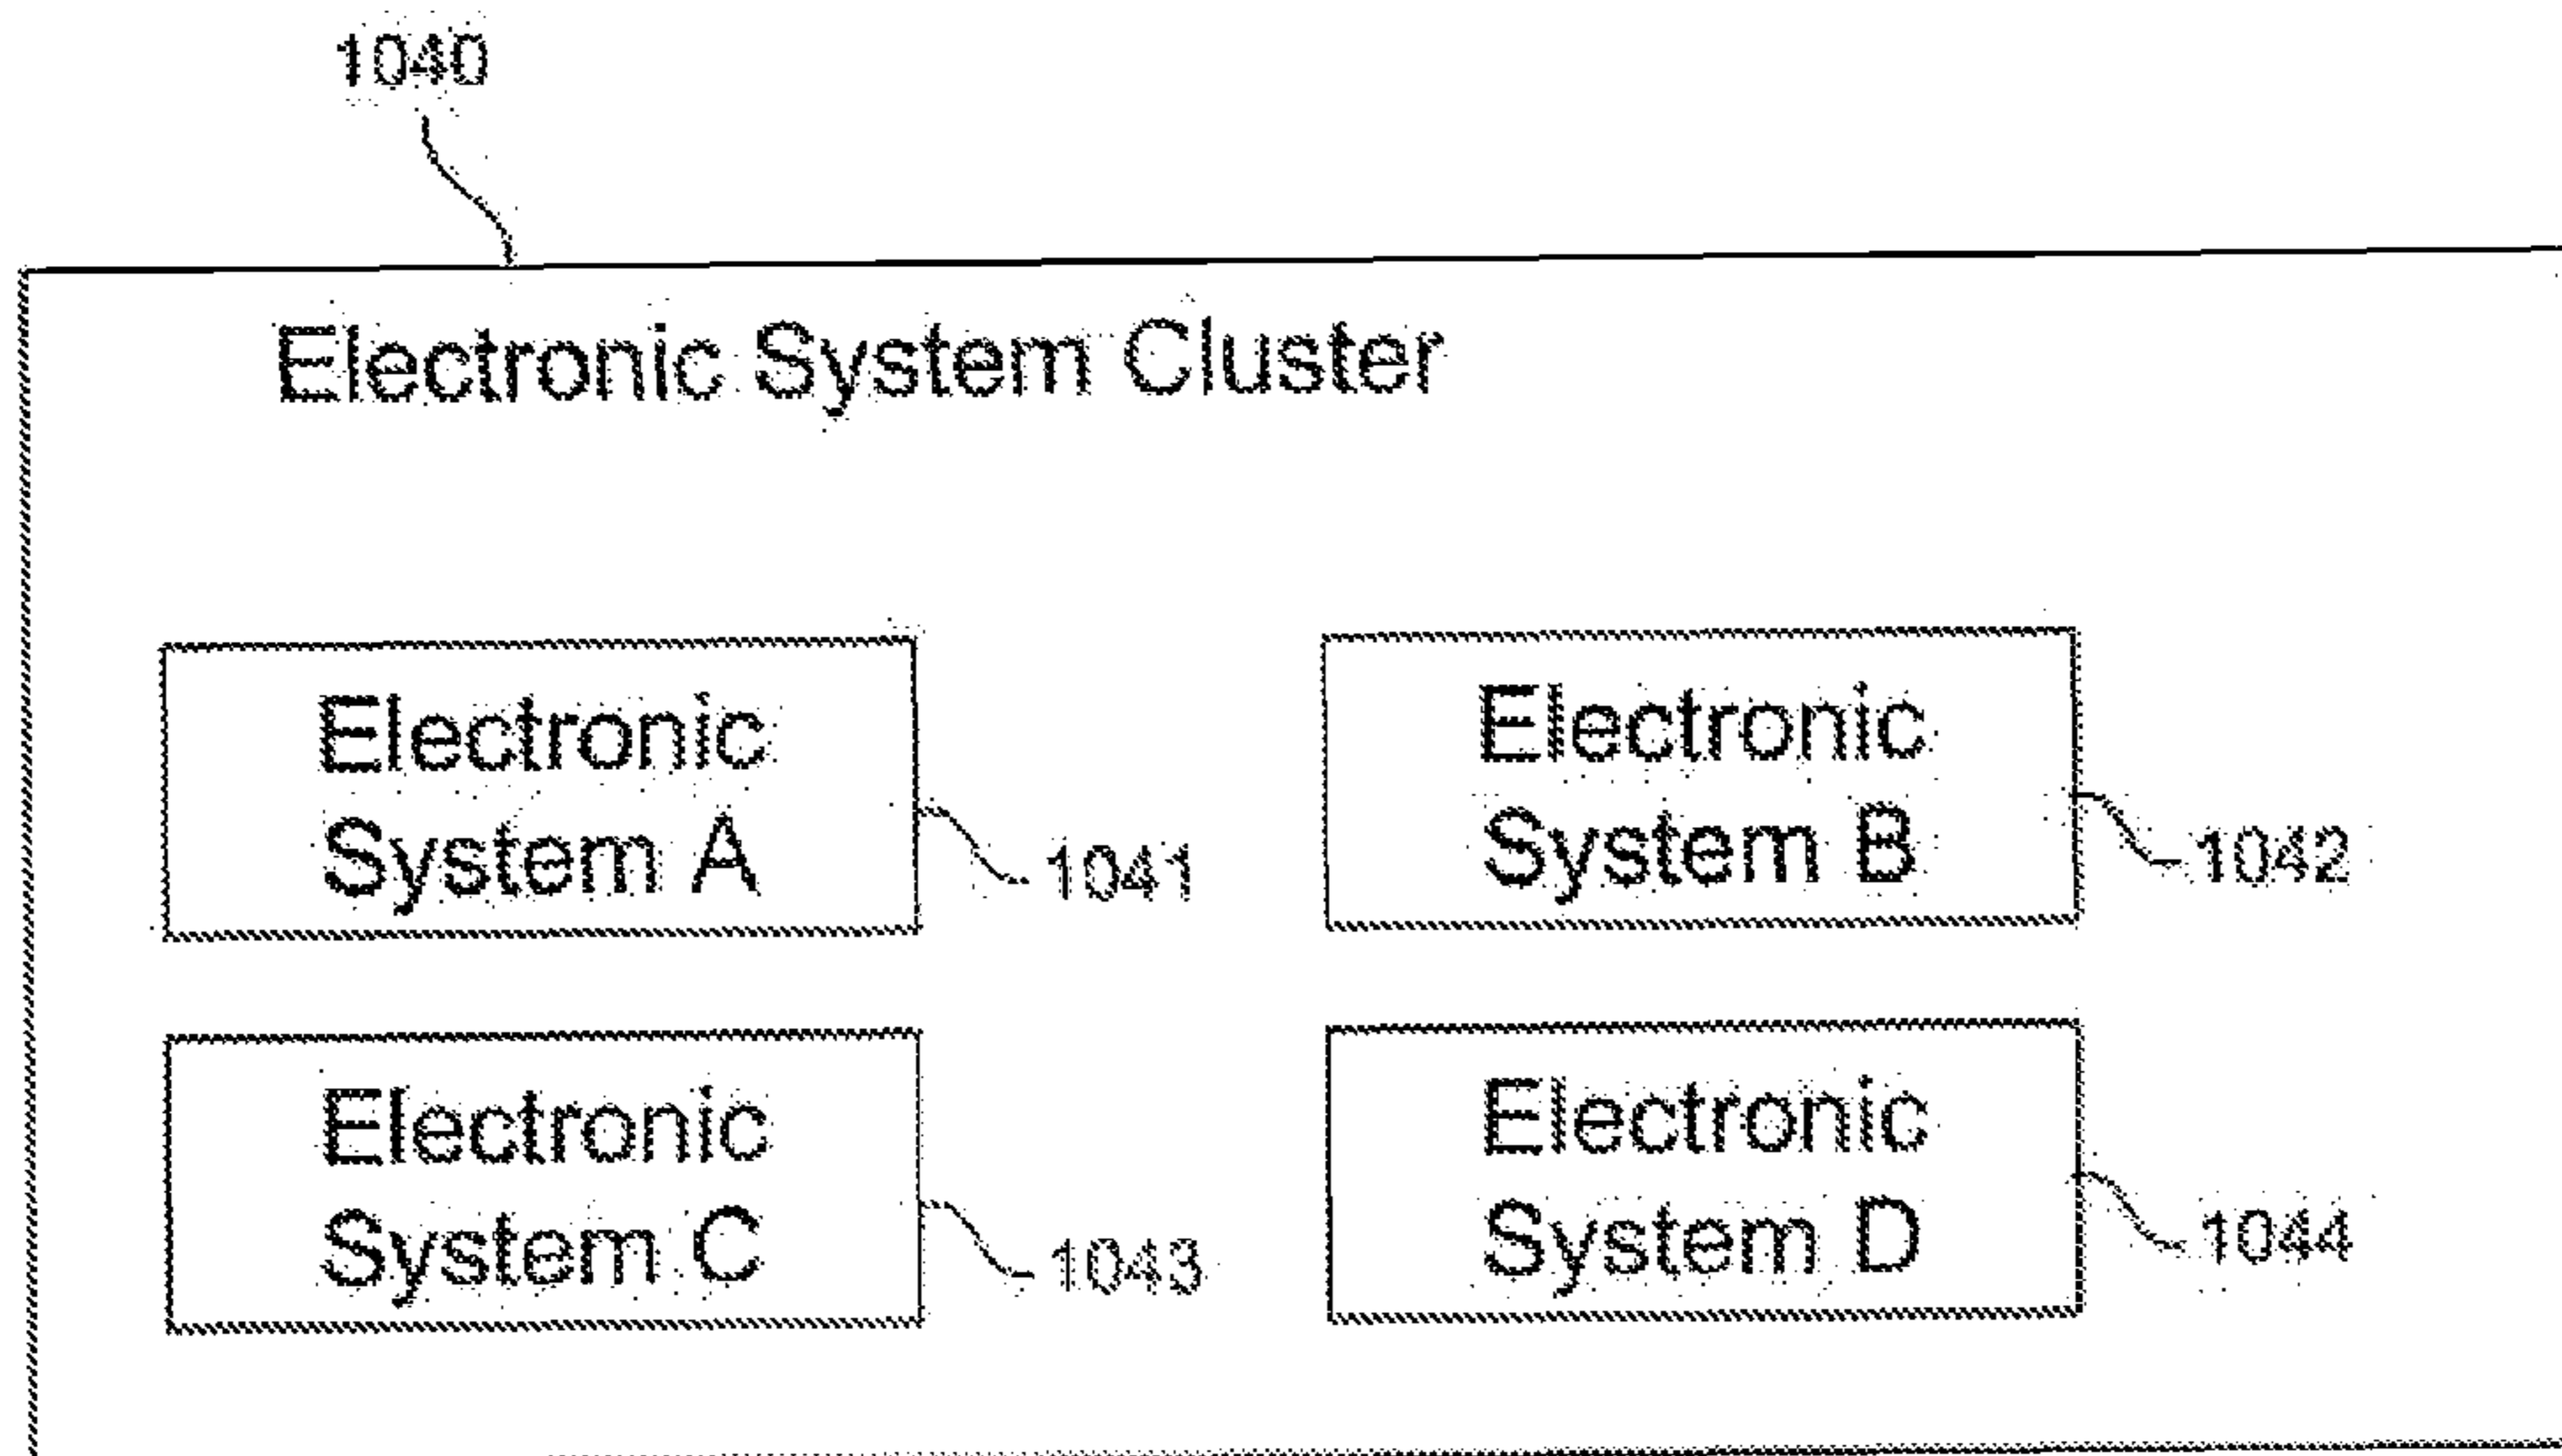 1040
Electronic System Cluster
Electronic
System A
1041
Electronic
System B
1042
Electronic
System C
1043
Electronic
System D
1044